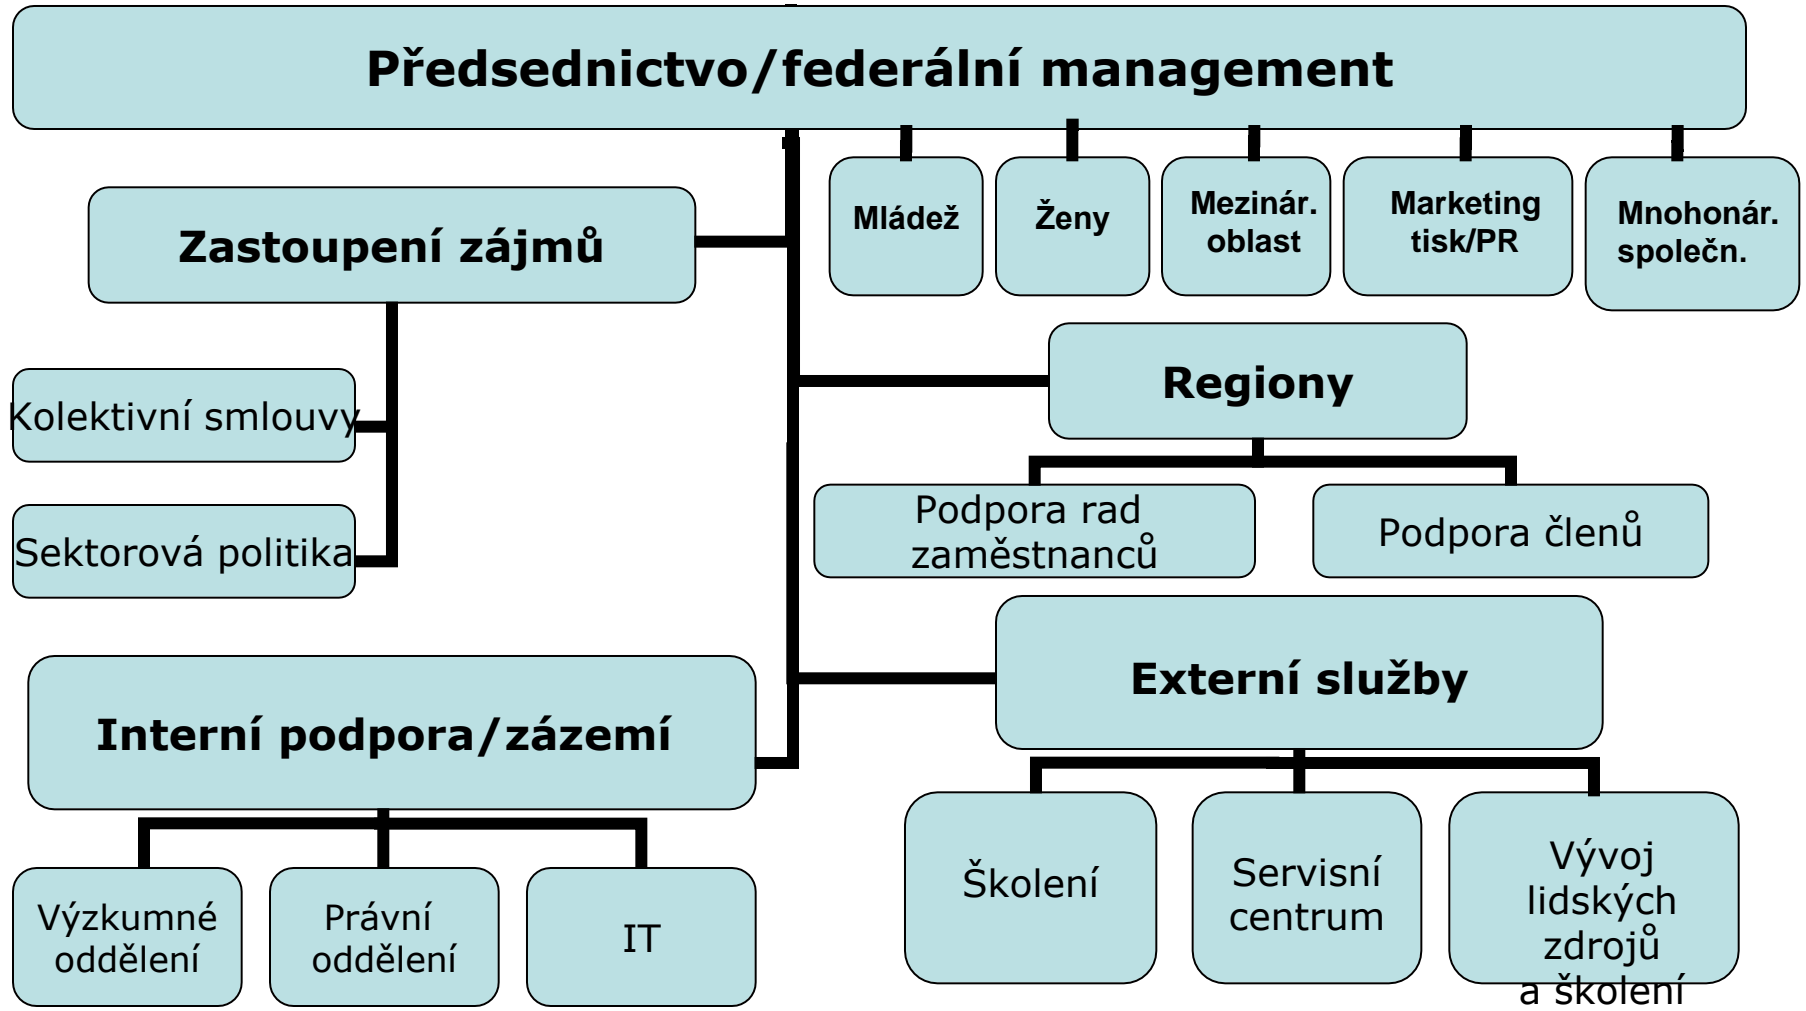 Předsednictvo/federální management
Mládež
Ženy
Mezinár.
oblast
Marketing
tisk/PR
Mnohonár.
společn.
Zastoupení zájmů
Kolektivní smlouvy
Sektorová politika
Regiony
Podpora rad
zaměstnanců
Podpora členů
Externí služby
Školení
Servisní
centrum
Vývoj
lidských
zdrojů
a školení
Interní podpora/zázemí
Výzkumné
oddělení
Právní
oddělení
IT